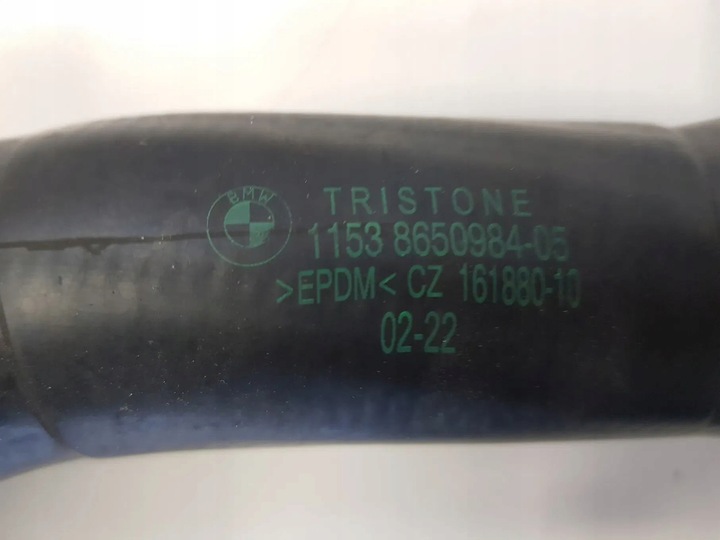 BMW
TRISTONE
1153 8650984-05
>EPDM< CZ 161880-10
02-22